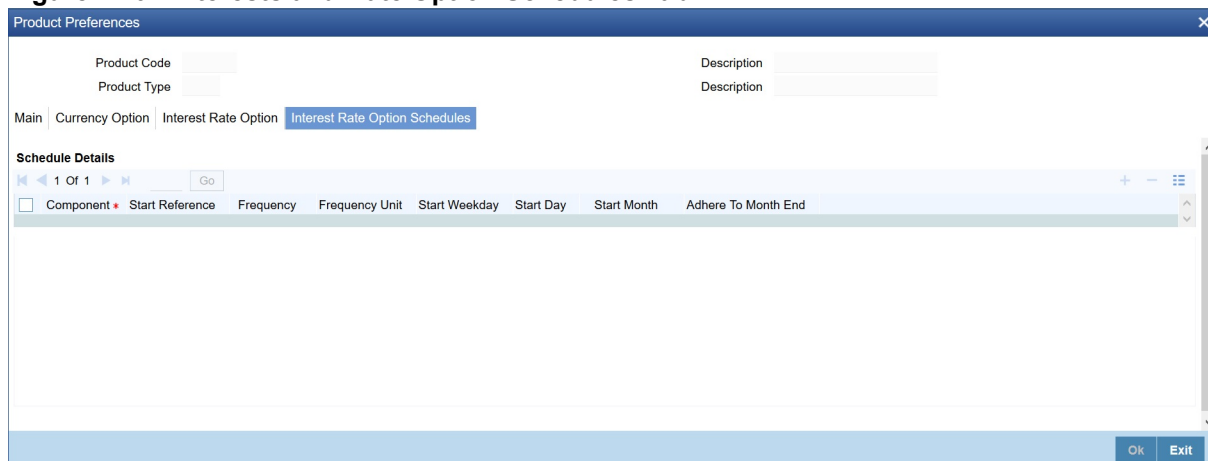 Product Preferences
Product Code
Description
Product Type
Description
Main Currency Option Interest Rate Option Interest Rate Option Schedules
Schedule Details
1 Of 1 Go
Component * Start Reference Frequency Frequency Unit Start Weekday Start Day Start Month Adhere To Month End
Ok Exit